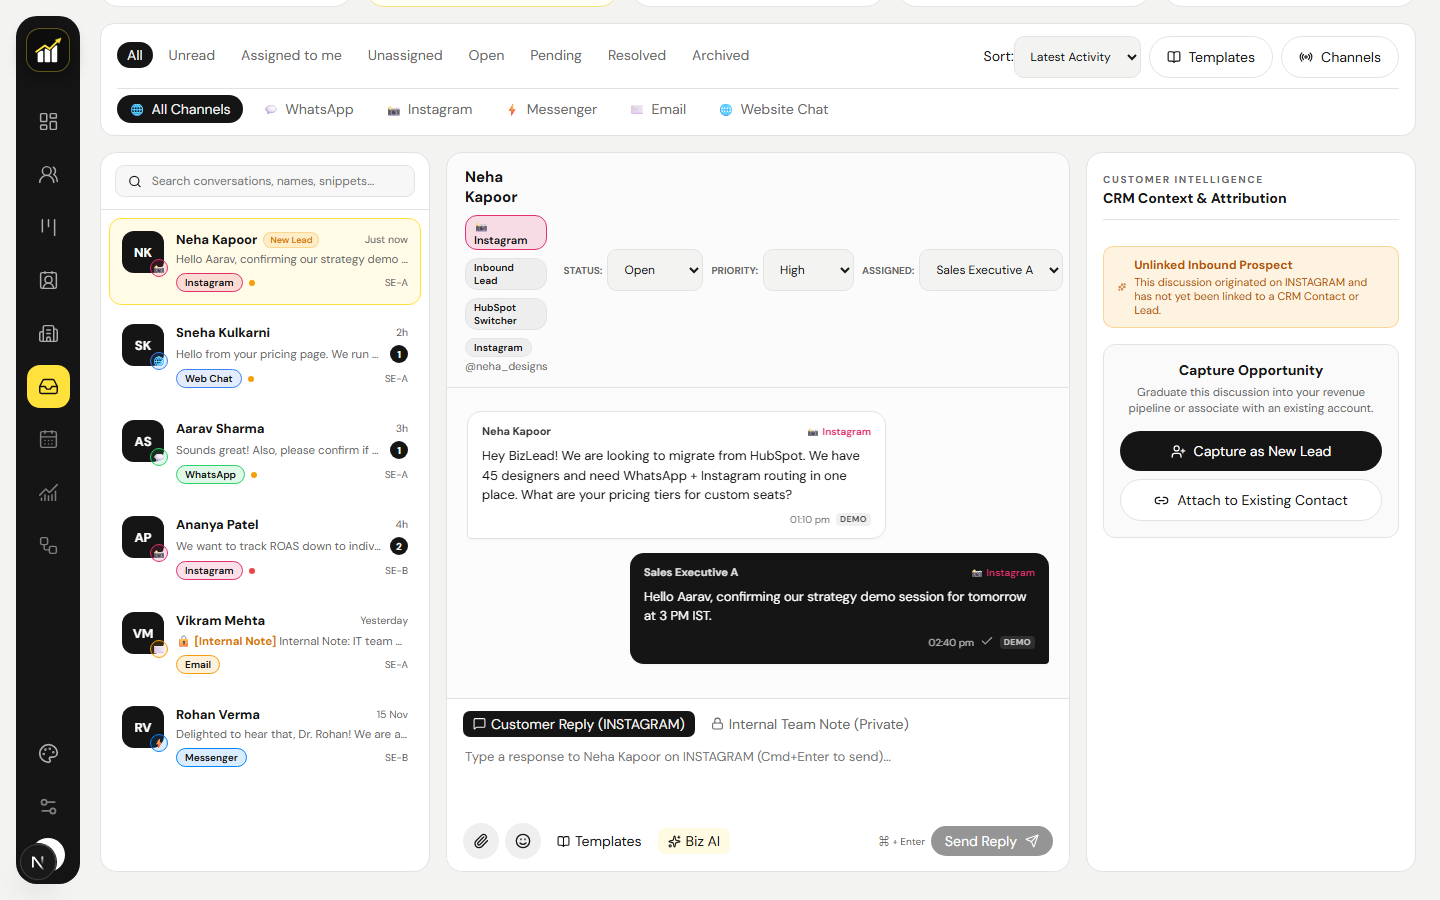 All Unread Assigned to me Unassigned Open Pending Resolved Archived Sort: Latest Activity Templates Channels
All Channels WhatsApp Instagram Messenger Email Website Chat
Search conversations, names, snippets...
NK Neha Kapoor New Lead Just now
Hello Aarav, confirming our strategy demo ...
Instagram SE-A
SK Sneha Kulkarni 2h
Hello from your pricing page. We run ... 1
Web Chat SE-A
AS Aarav Sharma 3h
Sounds great! Also, please confirm if ... 1
WhatsApp SE-A
AP Ananya Patel 4h
We want to track ROAS down to indiv... 2
Instagram SE-B
VM Vikram Mehta Yesterday
[Internal Note] Internal Note: IT team ...
Email SE-A
RV Rohan Verma 15 Nov
Delighted to hear that, Dr. Rohan! We are a...
Messenger SE-B
N
Neha
Kapoor
Instagram
Inbound
Lead
HubSpot
Switcher
Instagram
@neha_designs
STATUS: Open PRIORITY: High ASSIGNED: Sales Executive A
Neha Kapoor Instagram
Hey BizLead! We are looking to migrate from HubSpot. We have
45 designers and need WhatsApp + Instagram routing in one
place. What are your pricing tiers for custom seats?
01:10 pm DEMO
Sales Executive A Instagram
Hello Aarav, confirming our strategy demo session for tomorrow
at 3 PM IST.
02:40 pm DEMO
Customer Reply (INSTAGRAM) Internal Team Note (Private)
Type a response to Neha Kapoor on INSTAGRAM (Cmd+Enter to send)...
Templates Biz AI ⌘ + Enter Send Reply
CUSTOMER INTELLIGENCE
CRM Context & Attribution
Unlinked Inbound Prospect
This discussion originated on INSTAGRAM and
has not yet been linked to a CRM Contact or
Lead.
Capture Opportunity
Graduate this discussion into your revenue
pipeline or associate with an existing account.
Capture as New Lead
Attach to Existing Contact